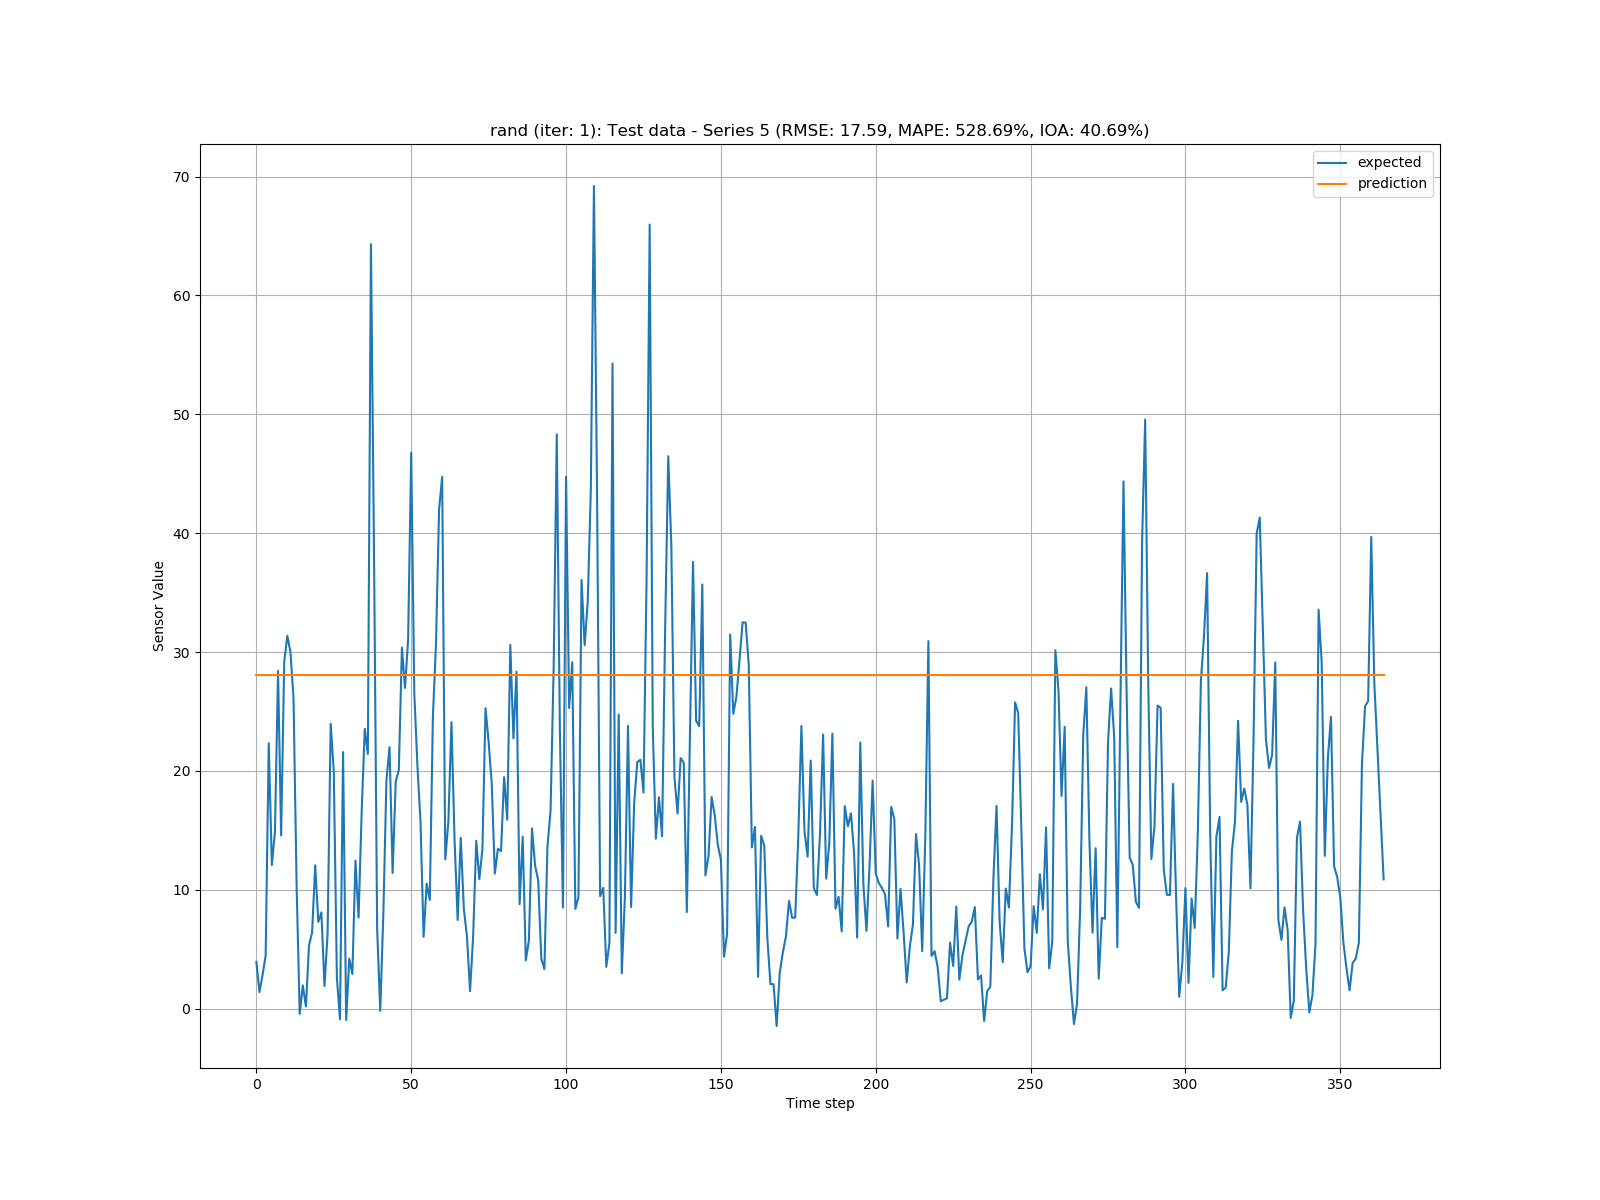 rand (iter: 1): Test data - Series 5 (RMSE: 17.59, MAPE: 528.69%, IOA: 40.69%)
expected
prediction
70
60
50
40
30
20
10
0
Sensor Value
0 50 100 150 200 250 300 350
Time step